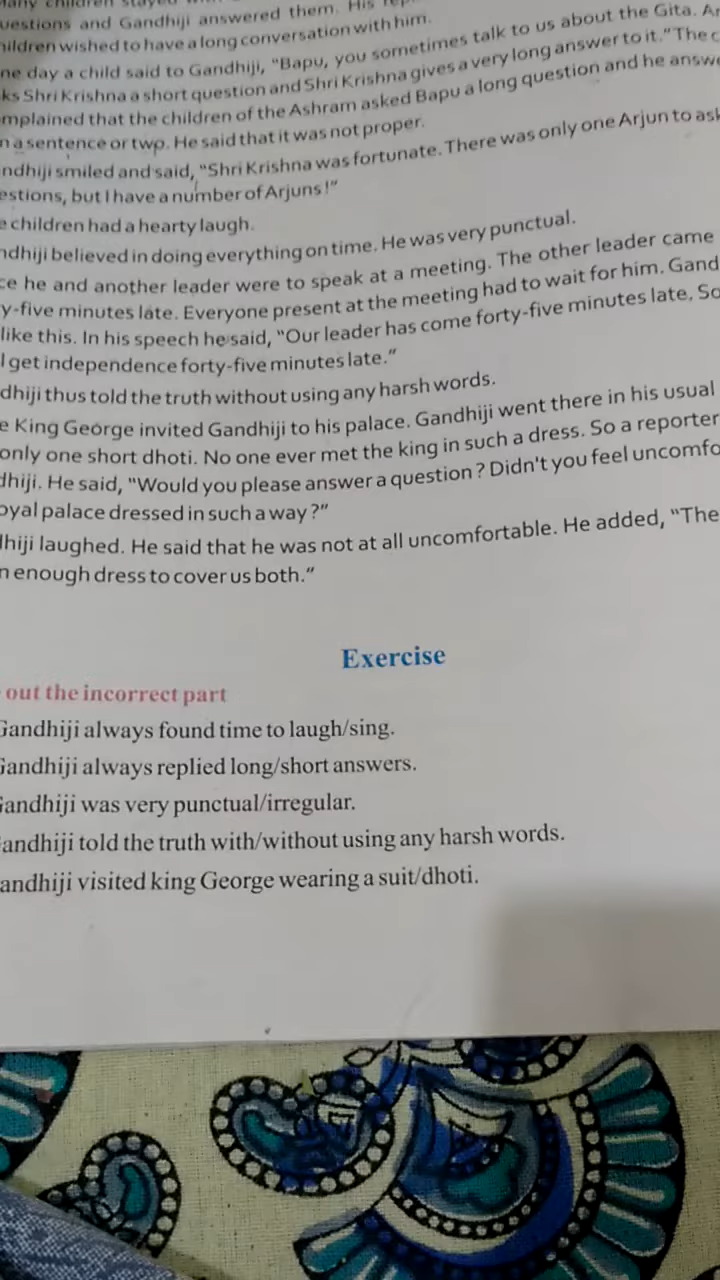 many children stayed
uestions and Gandhiji answered them. His
hildren wished to have a long conversation with him.
ne day a child said to Gandhiji, "Bapu, you sometimes talk to us about the Gita. Ar
ks Shri Krishna a short question and Shri Krishna gives a very long answer to it." The c
mplained that the children of the Ashram asked Bapu a long question and he answe
n a sentence or two. He said that it was not proper.
ndhiji smiled and said, "Shri Krishna was fortunate. There was only one Arjun to ask
estions, but I have a number of Arjuns!"
e children had a hearty laugh.
ndhiji believed in doing everything on time. He was very punctual.
ce he and another leader were to speak at a meeting. The other leader came
y-five minutes late. Everyone present at the meeting had to wait for him. Gand
like this. In his speech he said, "Our leader has come forty-five minutes late. So
l get independence forty-five minutes late."
dhiji thus told the truth without using any harsh words.
e King George invited Gandhiji to his palace. Gandhiji went there in his usual
only one short dhoti. No one ever met the king in such a dress. So a reporter
dhiji. He said, "Would you please answer a question ? Didn't you feel uncomfo
oyal palace dressed in such a way ?"
dhiji laughed. He said that he was not at all uncomfortable. He added, "The
n enough dress to cover us both."
Exercise
out the incorrect part
Gandhiji always found time to laugh/sing.
Gandhiji always replied long/short answers.
Gandhiji was very punctual/irregular.
andhiji told the truth with/without using any harsh words.
andhiji visited king George wearing a suit/dhoti.